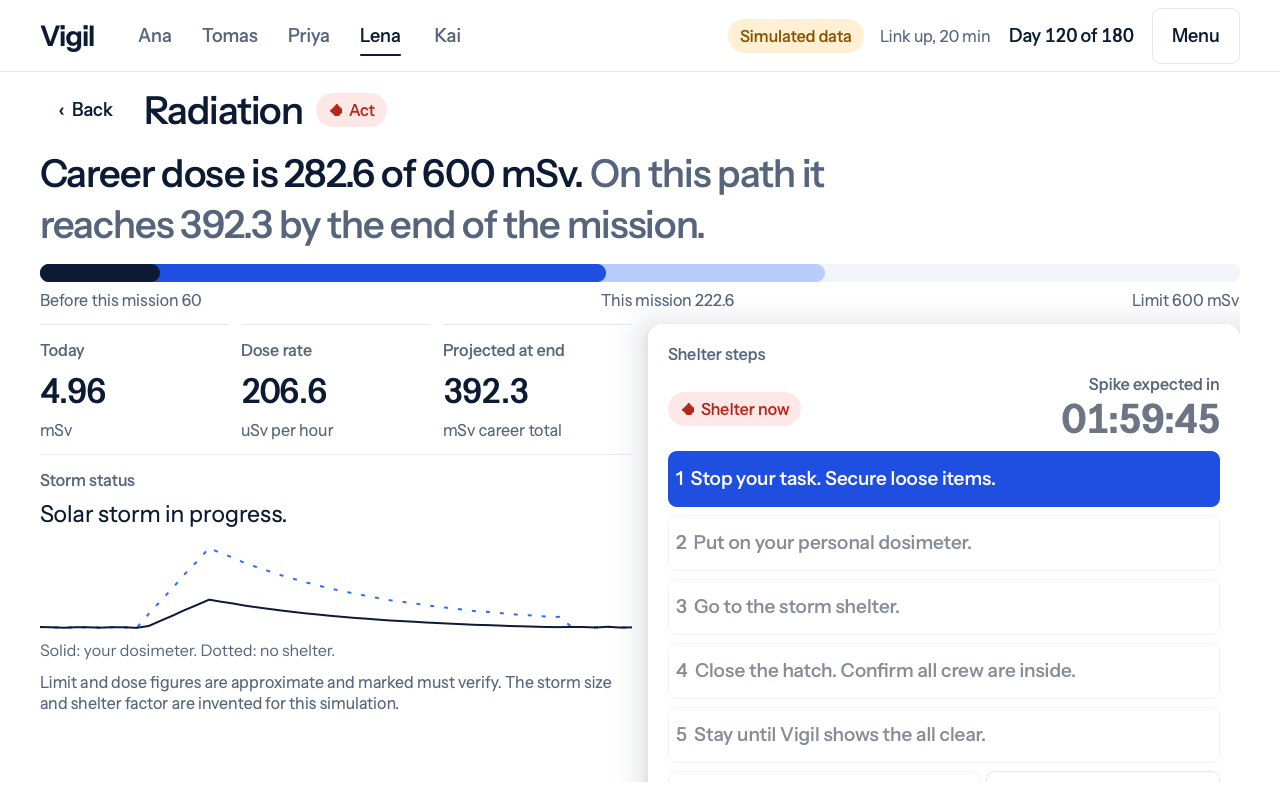 Vigil
Ana
Tomas
Priya
Lena
Kai
Simulated data
Link up, 20 min
Day 120 of 180
Menu
‹ Back
Radiation
Act
Career dose is 282.6 of 600 mSv. On this path it
reaches 392.3 by the end of the mission.
Before this mission 60
This mission 222.6
Limit 600 mSv
Today
4.96
mSv
Dose rate
206.6
uSv per hour
Projected at end
392.3
mSv career total
Storm status
Solar storm in progress.
Solid: your dosimeter. Dotted: no shelter.
Limit and dose figures are approximate and marked must verify. The storm size
and shelter factor are invented for this simulation.
Shelter steps
Shelter now
Spike expected in
01:59:45
1 Stop your task. Secure loose items.
2 Put on your personal dosimeter.
3 Go to the storm shelter.
4 Close the hatch. Confirm all crew are inside.
5 Stay until Vigil shows the all clear.